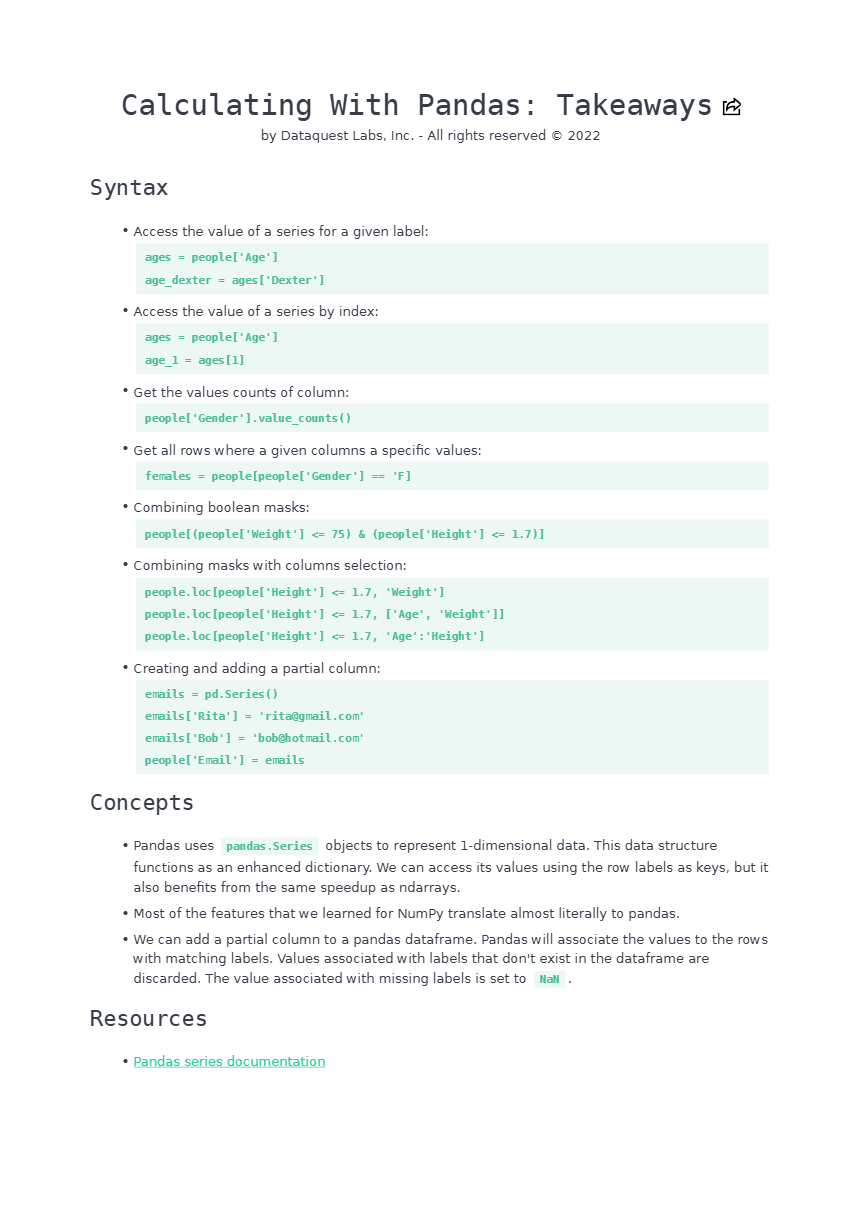 Calculating With Pandas: Takeaways
by Dataquest Labs, Inc. - All rights reserved © 2022
Syntax
• Access the value of a series for a given label:
ages = people['Age']
age_dexter = ages['Dexter']
• Access the value of a series by index:
ages = people['Age']
age_1 = ages[1]
• Get the values counts of column:
people['Gender'].value_counts()
• Get all rows where a given columns a specific values:
females = people[people['Gender'] == 'F]
• Combining boolean masks:
people[(people['Weight'] <= 75) & (people['Height'] <= 1.7)]
• Combining masks with columns selection:
people.loc[people['Height'] <= 1.7, 'Weight']
people.loc[people['Height'] <= 1.7, ['Age', 'Weight']]
people.loc[people['Height'] <= 1.7, 'Age':'Height']
• Creating and adding a partial column:
emails = pd.Series()
emails['Rita'] = 'rita@gmail.com'
emails['Bob'] = 'bob@hotmail.com'
people['Email'] = emails
Concepts
• Pandas uses pandas.Series objects to represent 1-dimensional data. This data structure
functions as an enhanced dictionary. We can access its values using the row labels as keys, but it
also benefits from the same speedup as ndarrays.
• Most of the features that we learned for NumPy translate almost literally to pandas.
• We can add a partial column to a pandas dataframe. Pandas will associate the values to the rows
with matching labels. Values associated with labels that don't exist in the dataframe are
discarded. The value associated with missing labels is set to NaN .
Resources
• Pandas series documentation